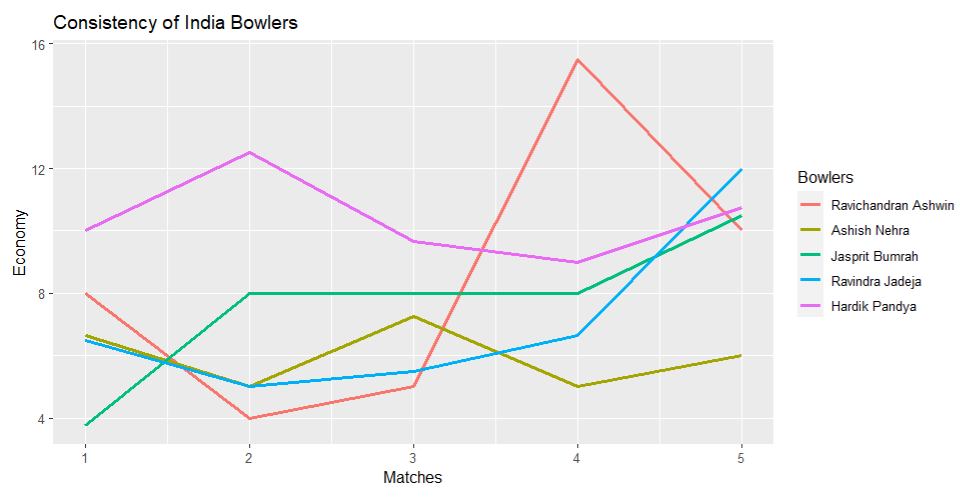 Consistency of India Bowlers
16
12
8
4
Economy
1 2 3 4 5
Matches
Bowlers
Ravichandran Ashwin
Ashish Nehra
Jasprit Bumrah
Ravindra Jadeja
Hardik Pandya